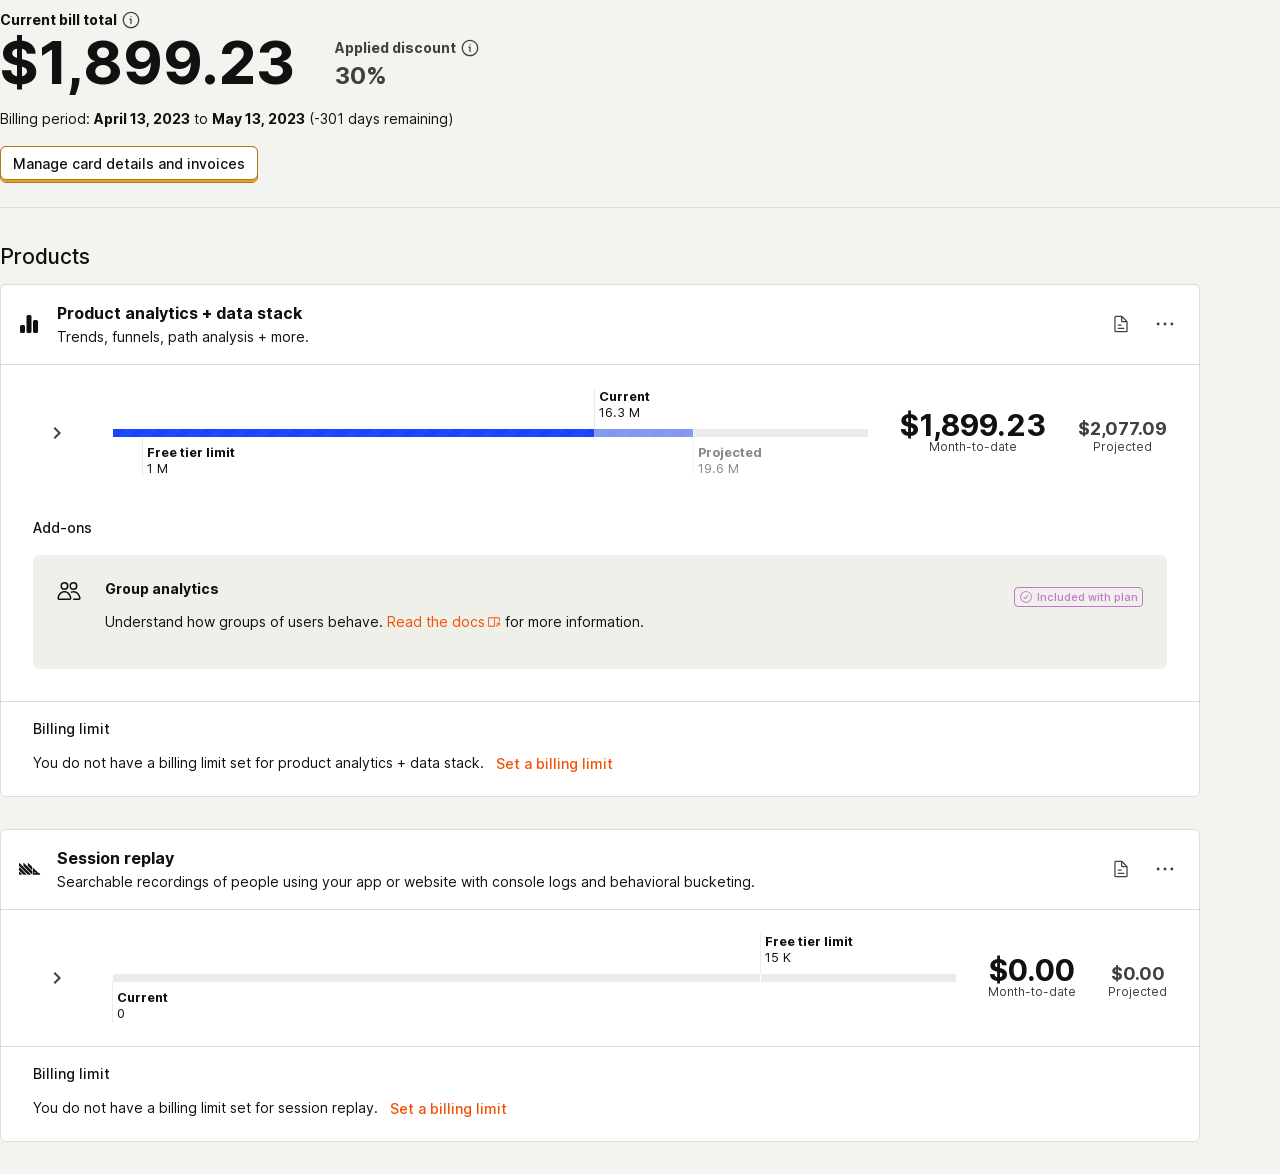 Current bill total
$1,899.23
Applied discount
30%
Billing period: April 13, 2023 to May 13, 2023 (-301 days remaining)
Manage card details and invoices
Products
Product analytics + data stack
Trends, funnels, path analysis + more.
Current
16.3 M
Free tier limit
1 M
Projected
19.6 M
$1,899.23
Month-to-date
$2,077.09
Projected
Add-ons
Group analytics
Included with plan
Understand how groups of users behave. Read the docs for more information.
Billing limit
You do not have a billing limit set for product analytics + data stack. Set a billing limit
Session replay
Searchable recordings of people using your app or website with console logs and behavioral bucketing.
Free tier limit
15 K
Current
0
$0.00
Month-to-date
$0.00
Projected
Billing limit
You do not have a billing limit set for session replay. Set a billing limit